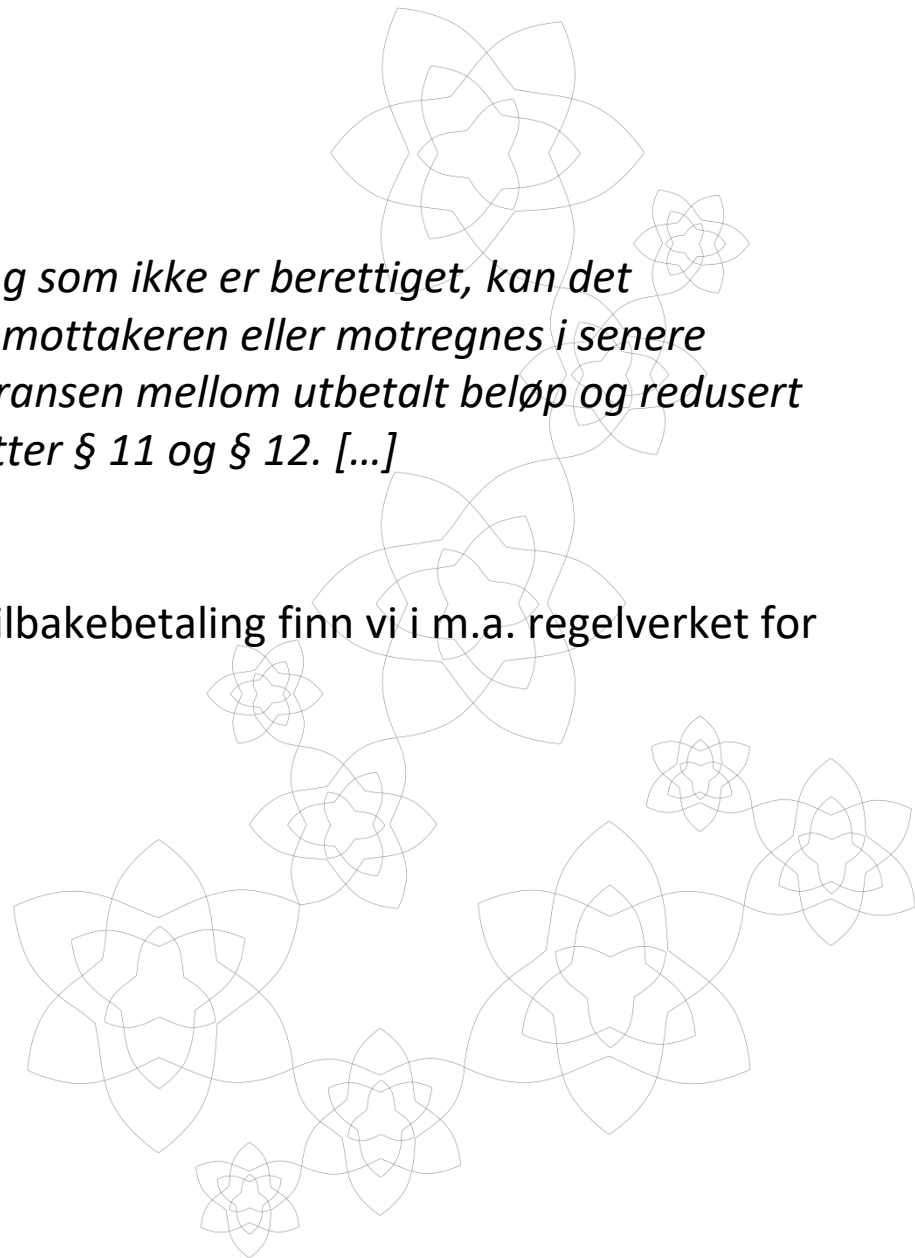 g som ikke er berettiget, kan det
mottakeren eller motregnes i senere
ransen mellom utbetalt beløp og redusert
tter § 11 og § 12. […]
ilbakebetaling finn vi i m.a. regelverket for